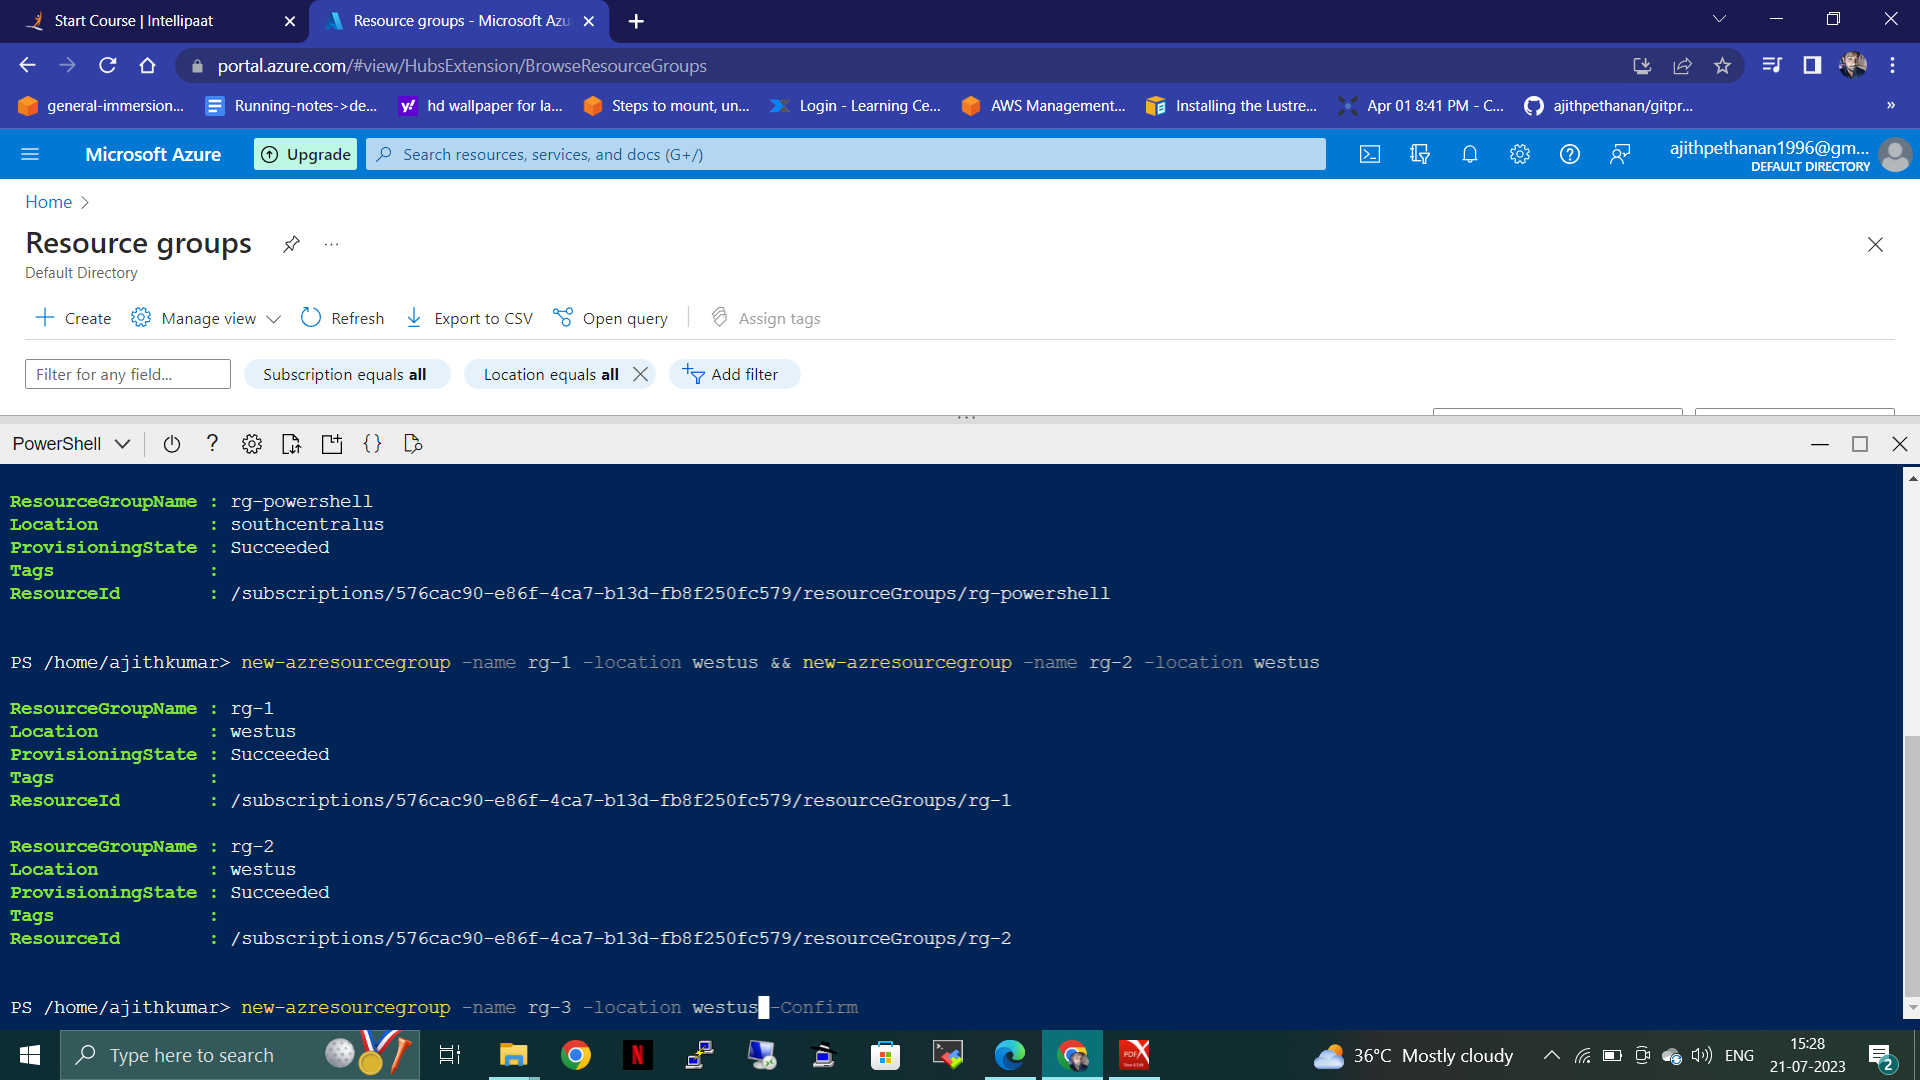 Start Course | Intellipaat
Resource groups - Microsoft Azu
portal.azure.com/#view/HubsExtension/BrowseResourceGroups
general-immersion...
Running-notes->de...
hd wallpaper for la...
Steps to mount, un...
Login - Learning Ce...
AWS Management...
Installing the Lustre...
Apr 01 8:41 PM - C...
ajithpethanan/gitpr...
»
Microsoft Azure
Upgrade
Search resources, services, and docs (G+/)
ajithpethanan1996@gm...
DEFAULT DIRECTORY
Home >
Resource groups
...
Default Directory
Create
Manage view
Refresh
Export to CSV
Open query
Assign tags
Filter for any field...
Subscription equals all
Location equals all
Add filter
PowerShell
ResourceGroupName : rg-powershell
Location          : southcentralus
ProvisioningState : Succeeded
Tags              :
ResourceId        : /subscriptions/576cac90-e86f-4ca7-b13d-fb8f250fc579/resourceGroups/rg-powershell
PS /home/ajithkumar> new-azresourcegroup -name rg-1 -location westus && new-azresourcegroup -name rg-2 -location westus
ResourceGroupName : rg-1
Location          : westus
ProvisioningState : Succeeded
Tags              :
ResourceId        : /subscriptions/576cac90-e86f-4ca7-b13d-fb8f250fc579/resourceGroups/rg-1
ResourceGroupName : rg-2
Location          : westus
ProvisioningState : Succeeded
Tags              :
ResourceId        : /subscriptions/576cac90-e86f-4ca7-b13d-fb8f250fc579/resourceGroups/rg-2
PS /home/ajithkumar> new-azresourcegroup -name rg-3 -location westus -Confirm
Type here to search
N
PDF
36°C Mostly cloudy
ENG
15:28
21-07-2023
2